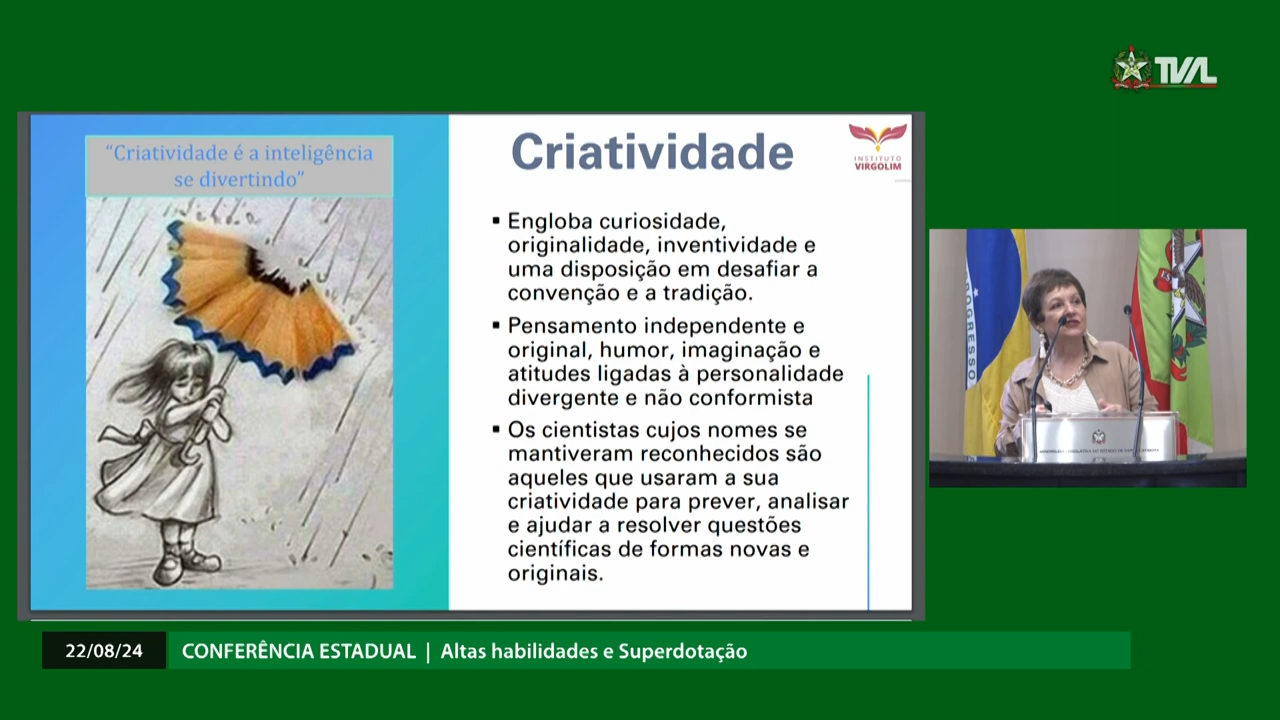 TVAL
“Criatividade é a inteligência
se divertindo”
Criatividade
INSTITUTO
VIRGOLIM
▪ Engloba curiosidade,
originalidade, inventividade e
uma disposição em desafiar a
convenção e a tradição.
▪ Pensamento independente e
original, humor, imaginação e
atitudes ligadas à personalidade
divergente e não conformista
▪ Os cientistas cujos nomes se
mantiveram reconhecidos são
aqueles que usaram a sua
criatividade para prever, analisar
e ajudar a resolver questões
científicas de formas novas e
originais.
22/08/24
CONFERÊNCIA ESTADUAL | Altas habilidades e Superdotação